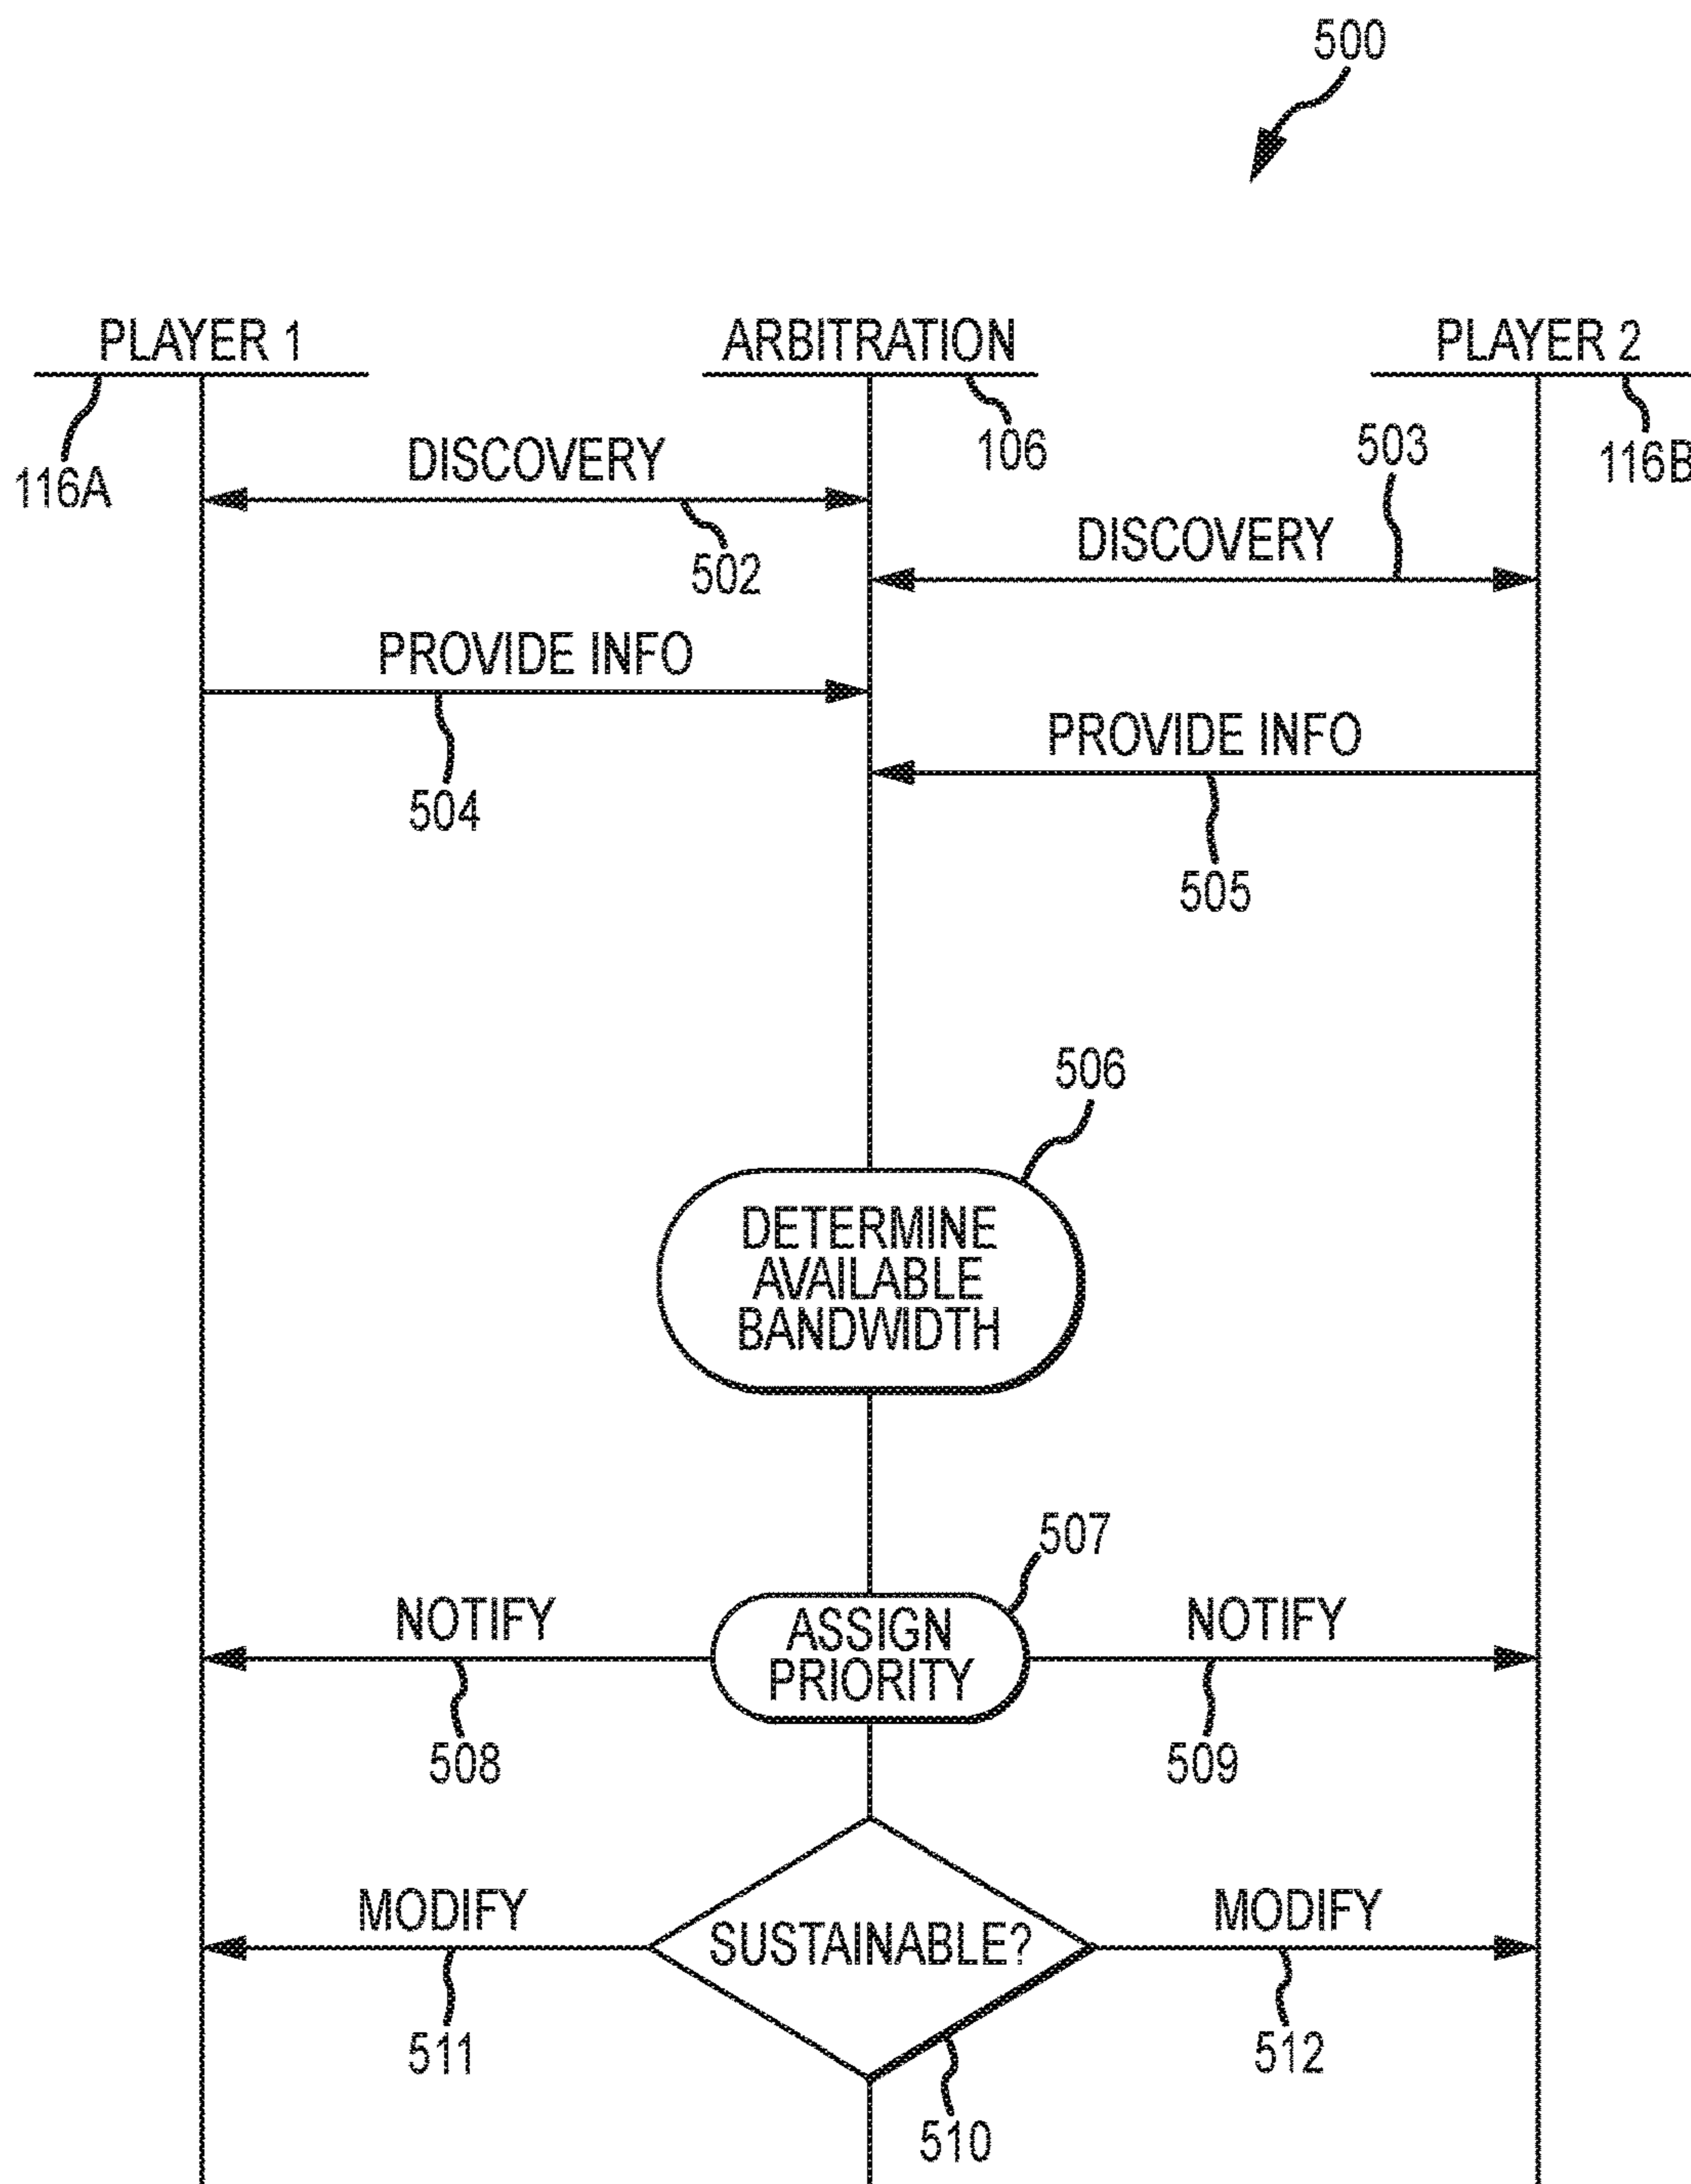 500
PLAYER 1
ARBITRATION
PLAYER 2
116A
106
116B
DISCOVERY
502
503
DISCOVERY
PROVIDE INFO
504
PROVIDE INFO
505
506
DETERMINE
AVAILABLE
BANDWIDTH
507
NOTIFY
ASSIGN
PRIORITY
NOTIFY
508
509
MODIFY
SUSTAINABLE?
MODIFY
511
512
510